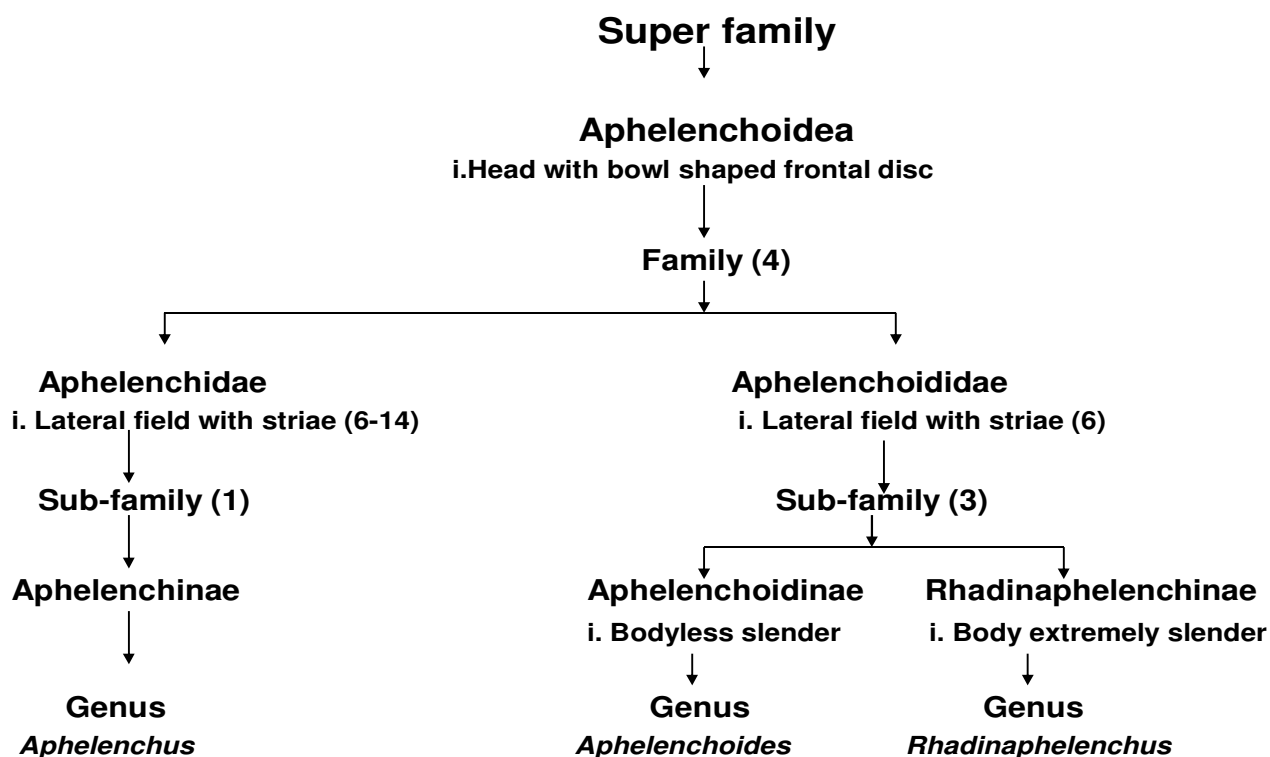 Super family
Aphelenchoidea
i.Head with bowl shaped frontal disc
Family (4)
Aphelenchidae
i. Lateral field with striae (6-14)
Sub-family (1)
Aphelenchinae
Genus
Aphelenchus
Aphelenchoididae
i. Lateral field with striae (6)
Sub-family (3)
Aphelenchoidinae
i. Bodyless slender
Genus
Aphelenchoides
Rhadinaphelenchinae
i. Body extremely slender
Genus
Rhadinaphelenchus